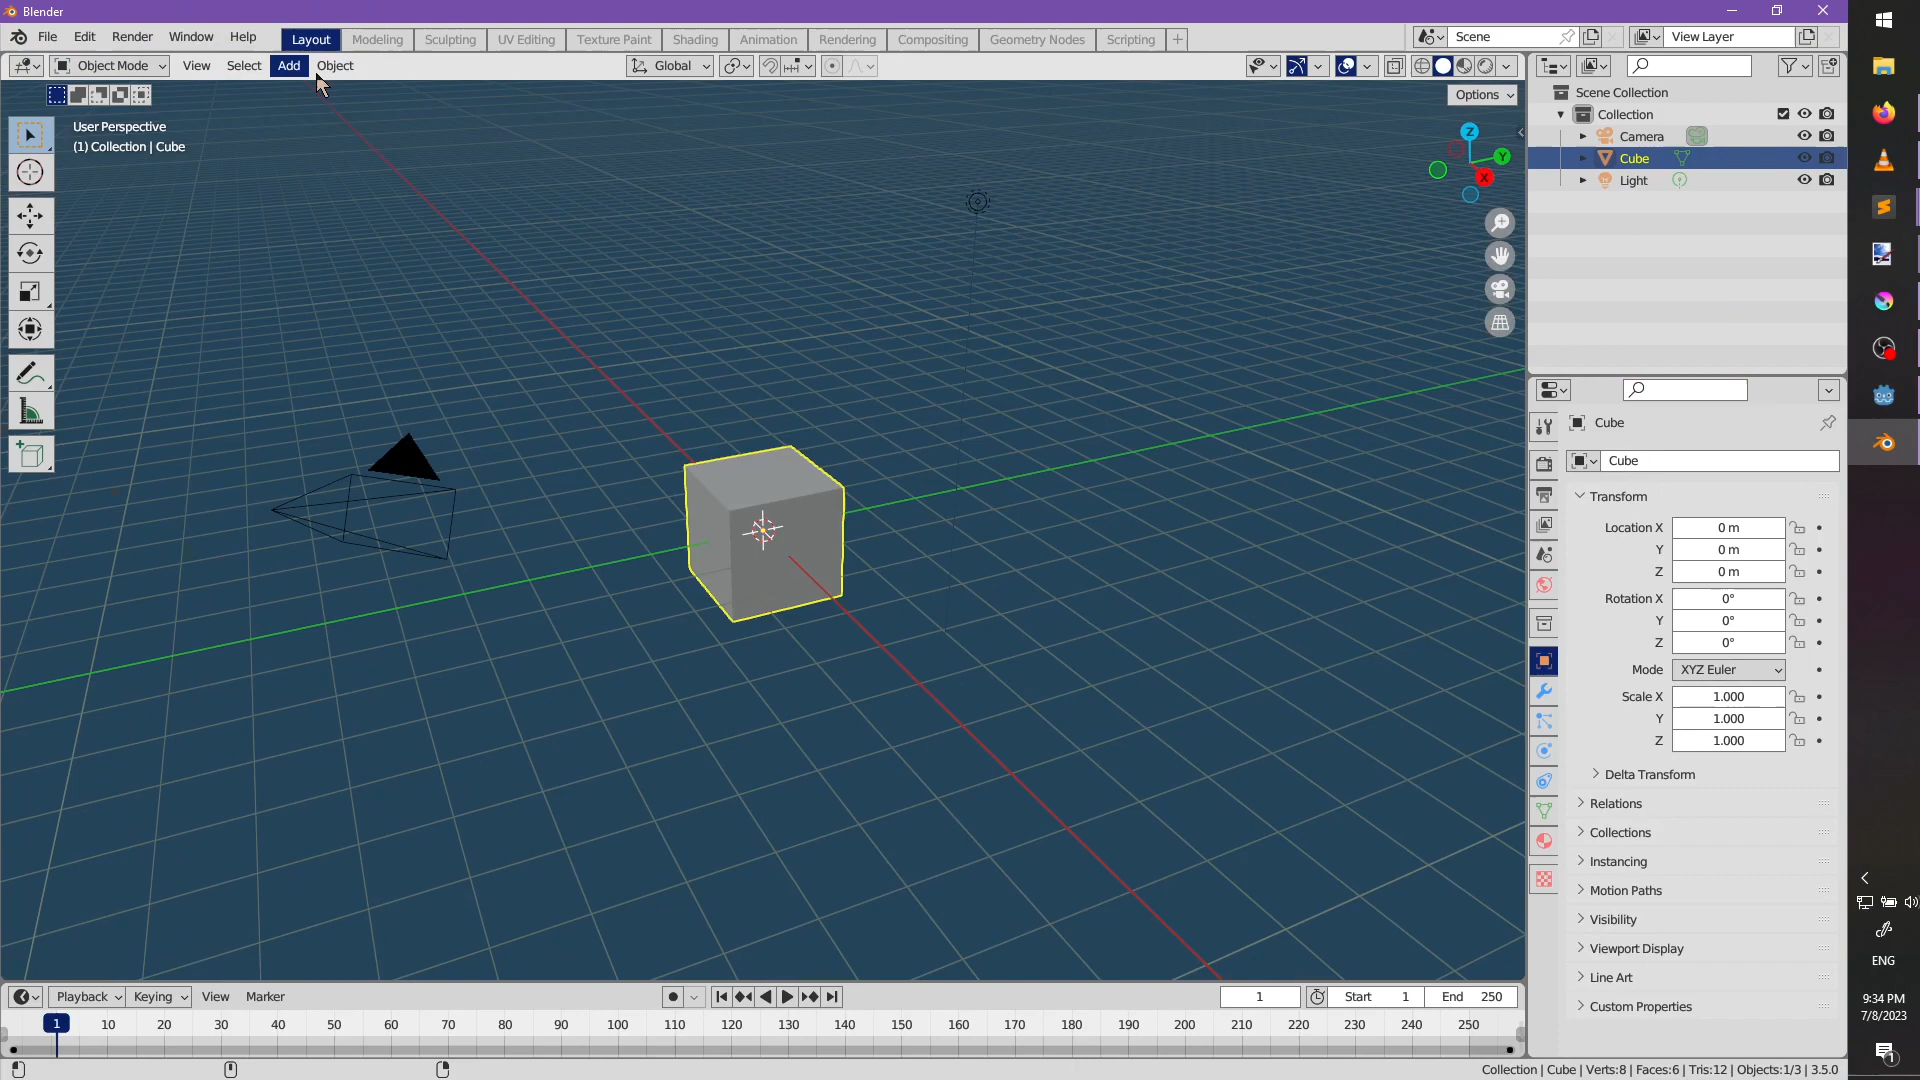 Blender
File Edit Render Window Help Layout Modeling Sculpting UV Editing Texture Paint Shading Animation Rendering Compositing Geometry Nodes Scripting + Scene View Layer
Object Mode View Select Add Object Global
Options
User Perspective
(1) Collection | Cube
Z
Y
X
Scene Collection
Collection
Camera
Cube
Light
Cube
Cube
Transform
Location X 0 m
Y 0 m
Z 0 m
Rotation X 0°
Y 0°
Z 0°
Mode XYZ Euler
Scale X 1.000
Y 1.000
Z 1.000
Delta Transform
Relations
Collections
Instancing
Motion Paths
Visibility
Viewport Display
Line Art
Custom Properties
Playback Keying View Marker 1 Start 1 End 250
1 10 20 30 40 50 60 70 80 90 100 110 120 130 140 150 160 170 180 190 200 210 220 230 240 250
Collection | Cube | Verts:8 | Faces:6 | Tris:12 | Objects:1/3 | 3.5.0
ENG
9:34 PM
7/8/2023
1